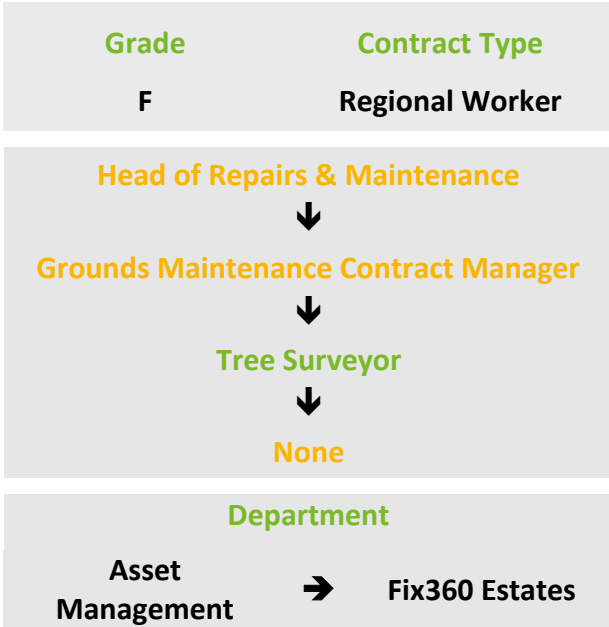 Grade Contract Type
F Regional Worker
Head of Repairs & Maintenance
↓
Grounds Maintenance Contract Manager
↓
Tree Surveyor
↓
None
Department
Asset
Management → Fix360 Estates